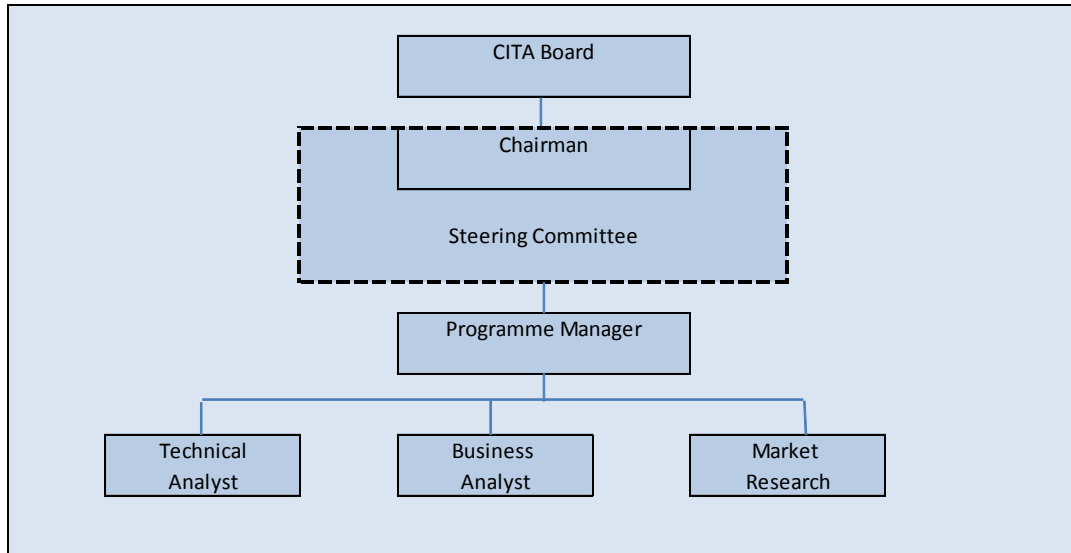 CITA Board
Chairman
Steering Committee
Programme Manager
Technical
Analyst
Business
Analyst
Market
Research